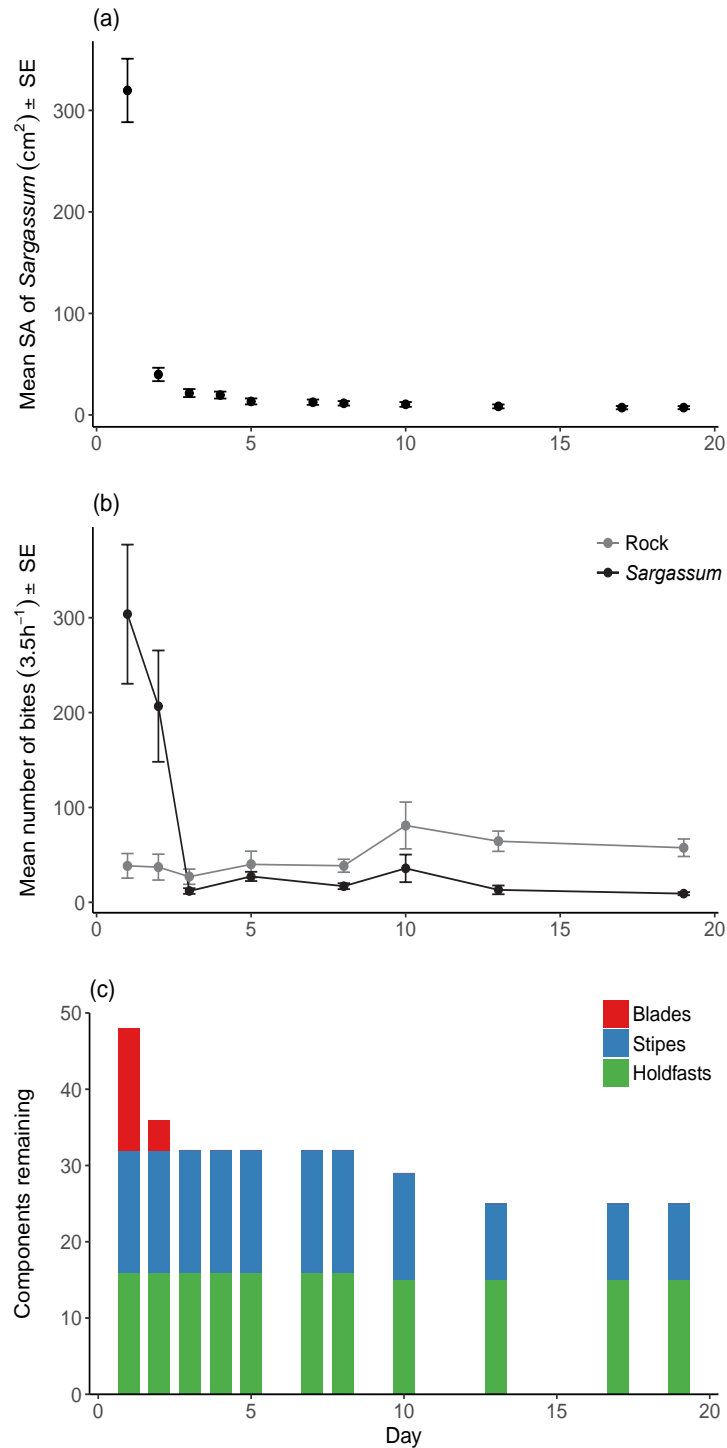 (a)
Mean SA of Sargassum (cm²) ± SE
300
200
100
0
0 5 10 15 20
(b)
Mean number of bites (3.5h⁻¹) ± SE
Rock
Sargassum
300
200
100
0
0 5 10 15 20
(c)
Components remaining
Blades
Stipes
Holdfasts
50
40
30
20
10
0
0 5 10 15 20
Day